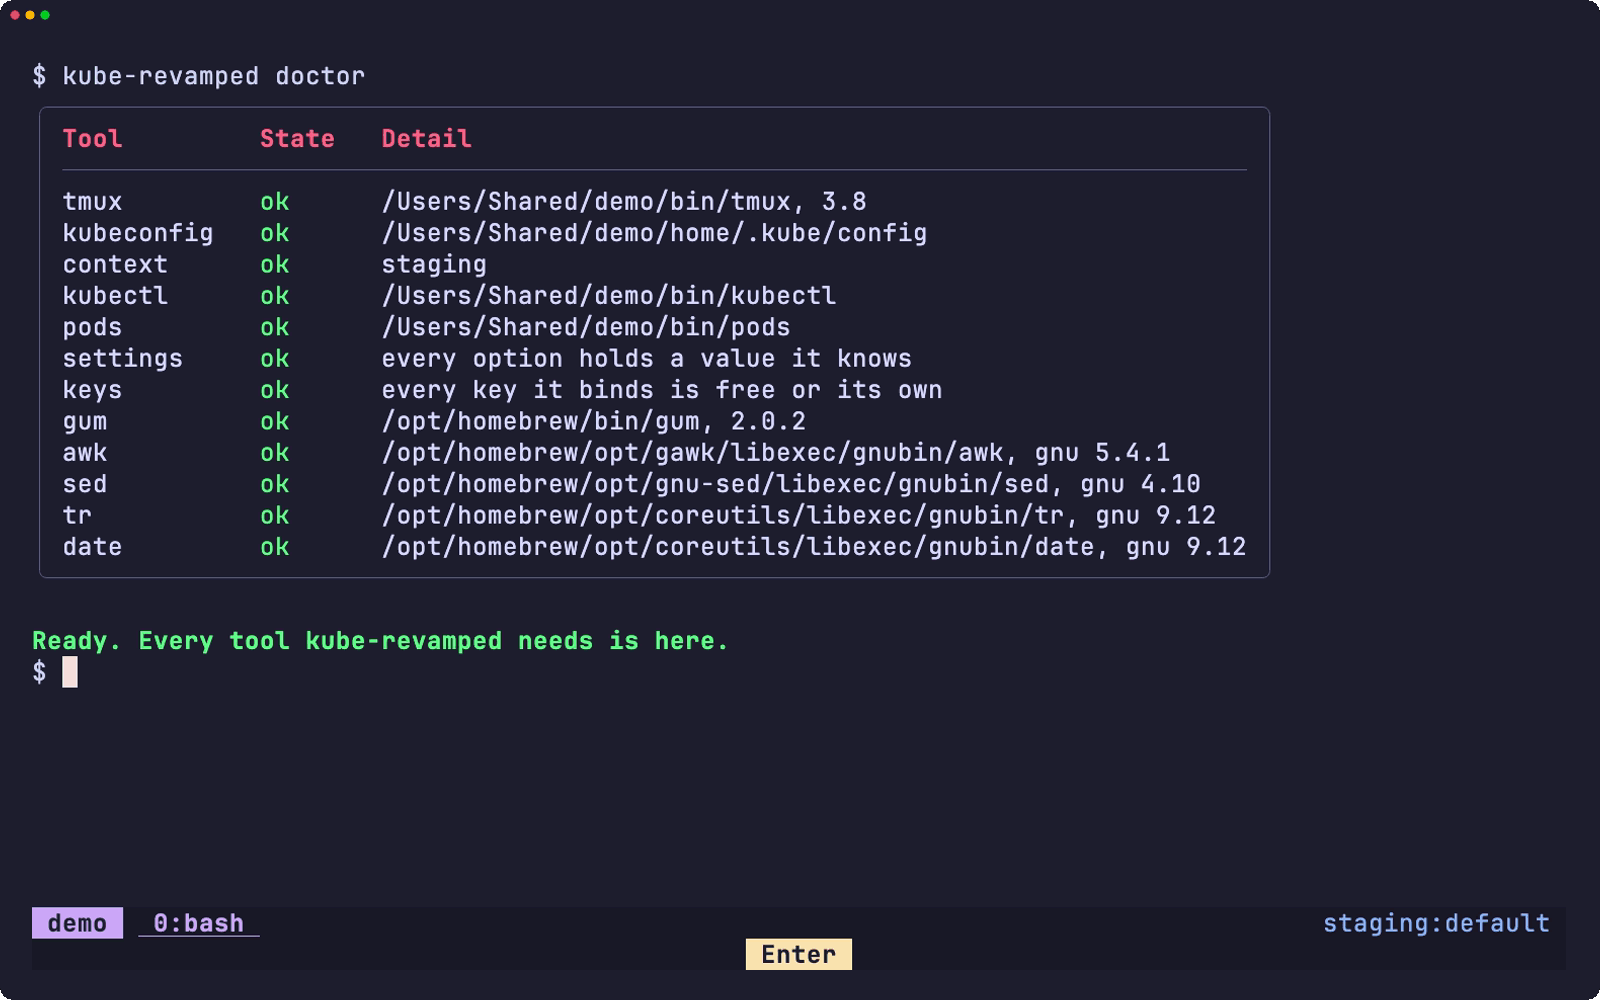 $ kube-revamped doctor
Tool State Detail
tmux ok /Users/Shared/demo/bin/tmux, 3.8
kubeconfig ok /Users/Shared/demo/home/.kube/config
context ok staging
kubectl ok /Users/Shared/demo/bin/kubectl
pods ok /Users/Shared/demo/bin/pods
settings ok every option holds a value it knows
keys ok every key it binds is free or its own
gum ok /opt/homebrew/bin/gum, 2.0.2
awk ok /opt/homebrew/opt/gawk/libexec/gnubin/awk, gnu 5.4.1
sed ok /opt/homebrew/opt/gnu-sed/libexec/gnubin/sed, gnu 4.10
tr ok /opt/homebrew/opt/coreutils/libexec/gnubin/tr, gnu 9.12
date ok /opt/homebrew/opt/coreutils/libexec/gnubin/date, gnu 9.12
Ready. Every tool kube-revamped needs is here.
$
demo 0:bash staging:default
Enter